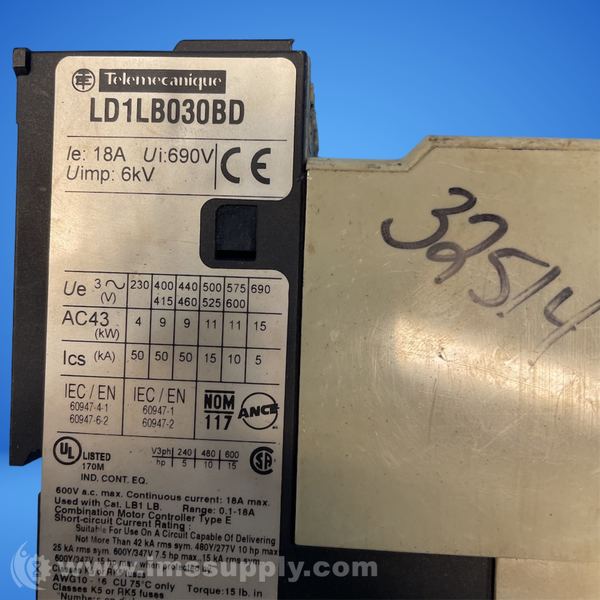 Telemecanique
LD1LB030BD
Ie: 18A Ui:690V
Uimp: 6kV
CE
Ue 3~ (V) 230 400 415 440 460 500 525 575 600 690
AC43 (kW) 4 9 9 11 11 15
Ics (kA) 50 50 50 15 10 5
IEC / EN 60947-4-1 60947-6-2
IEC / EN 60947-1 60947-2
NOM 117
ANCE
UL LISTED 170M
IND. CONT. EQ.
V3ph 240 480 600
hp 5 10 15
600V a.c. max. Continuous current: 18A max.
Used with Cat. LB1 LB. Range: 0,1-18A
Combination Motor Controller Type E
Short-circuit Current Rating :
Suitable For Use On A Circuit Capable Of Delivering
Not More Than 42 kA rms sym. 480Y/277V 10 hp max
25 kA rms sym. 600Y/347V 7.5 hp max, 15 kA rms sym.
600Y/347V
AWG10 - 16 CU 75°C only Torque: 15 lb. in
Classes K5 or RK5 fuses
32514
www.imssupply.com